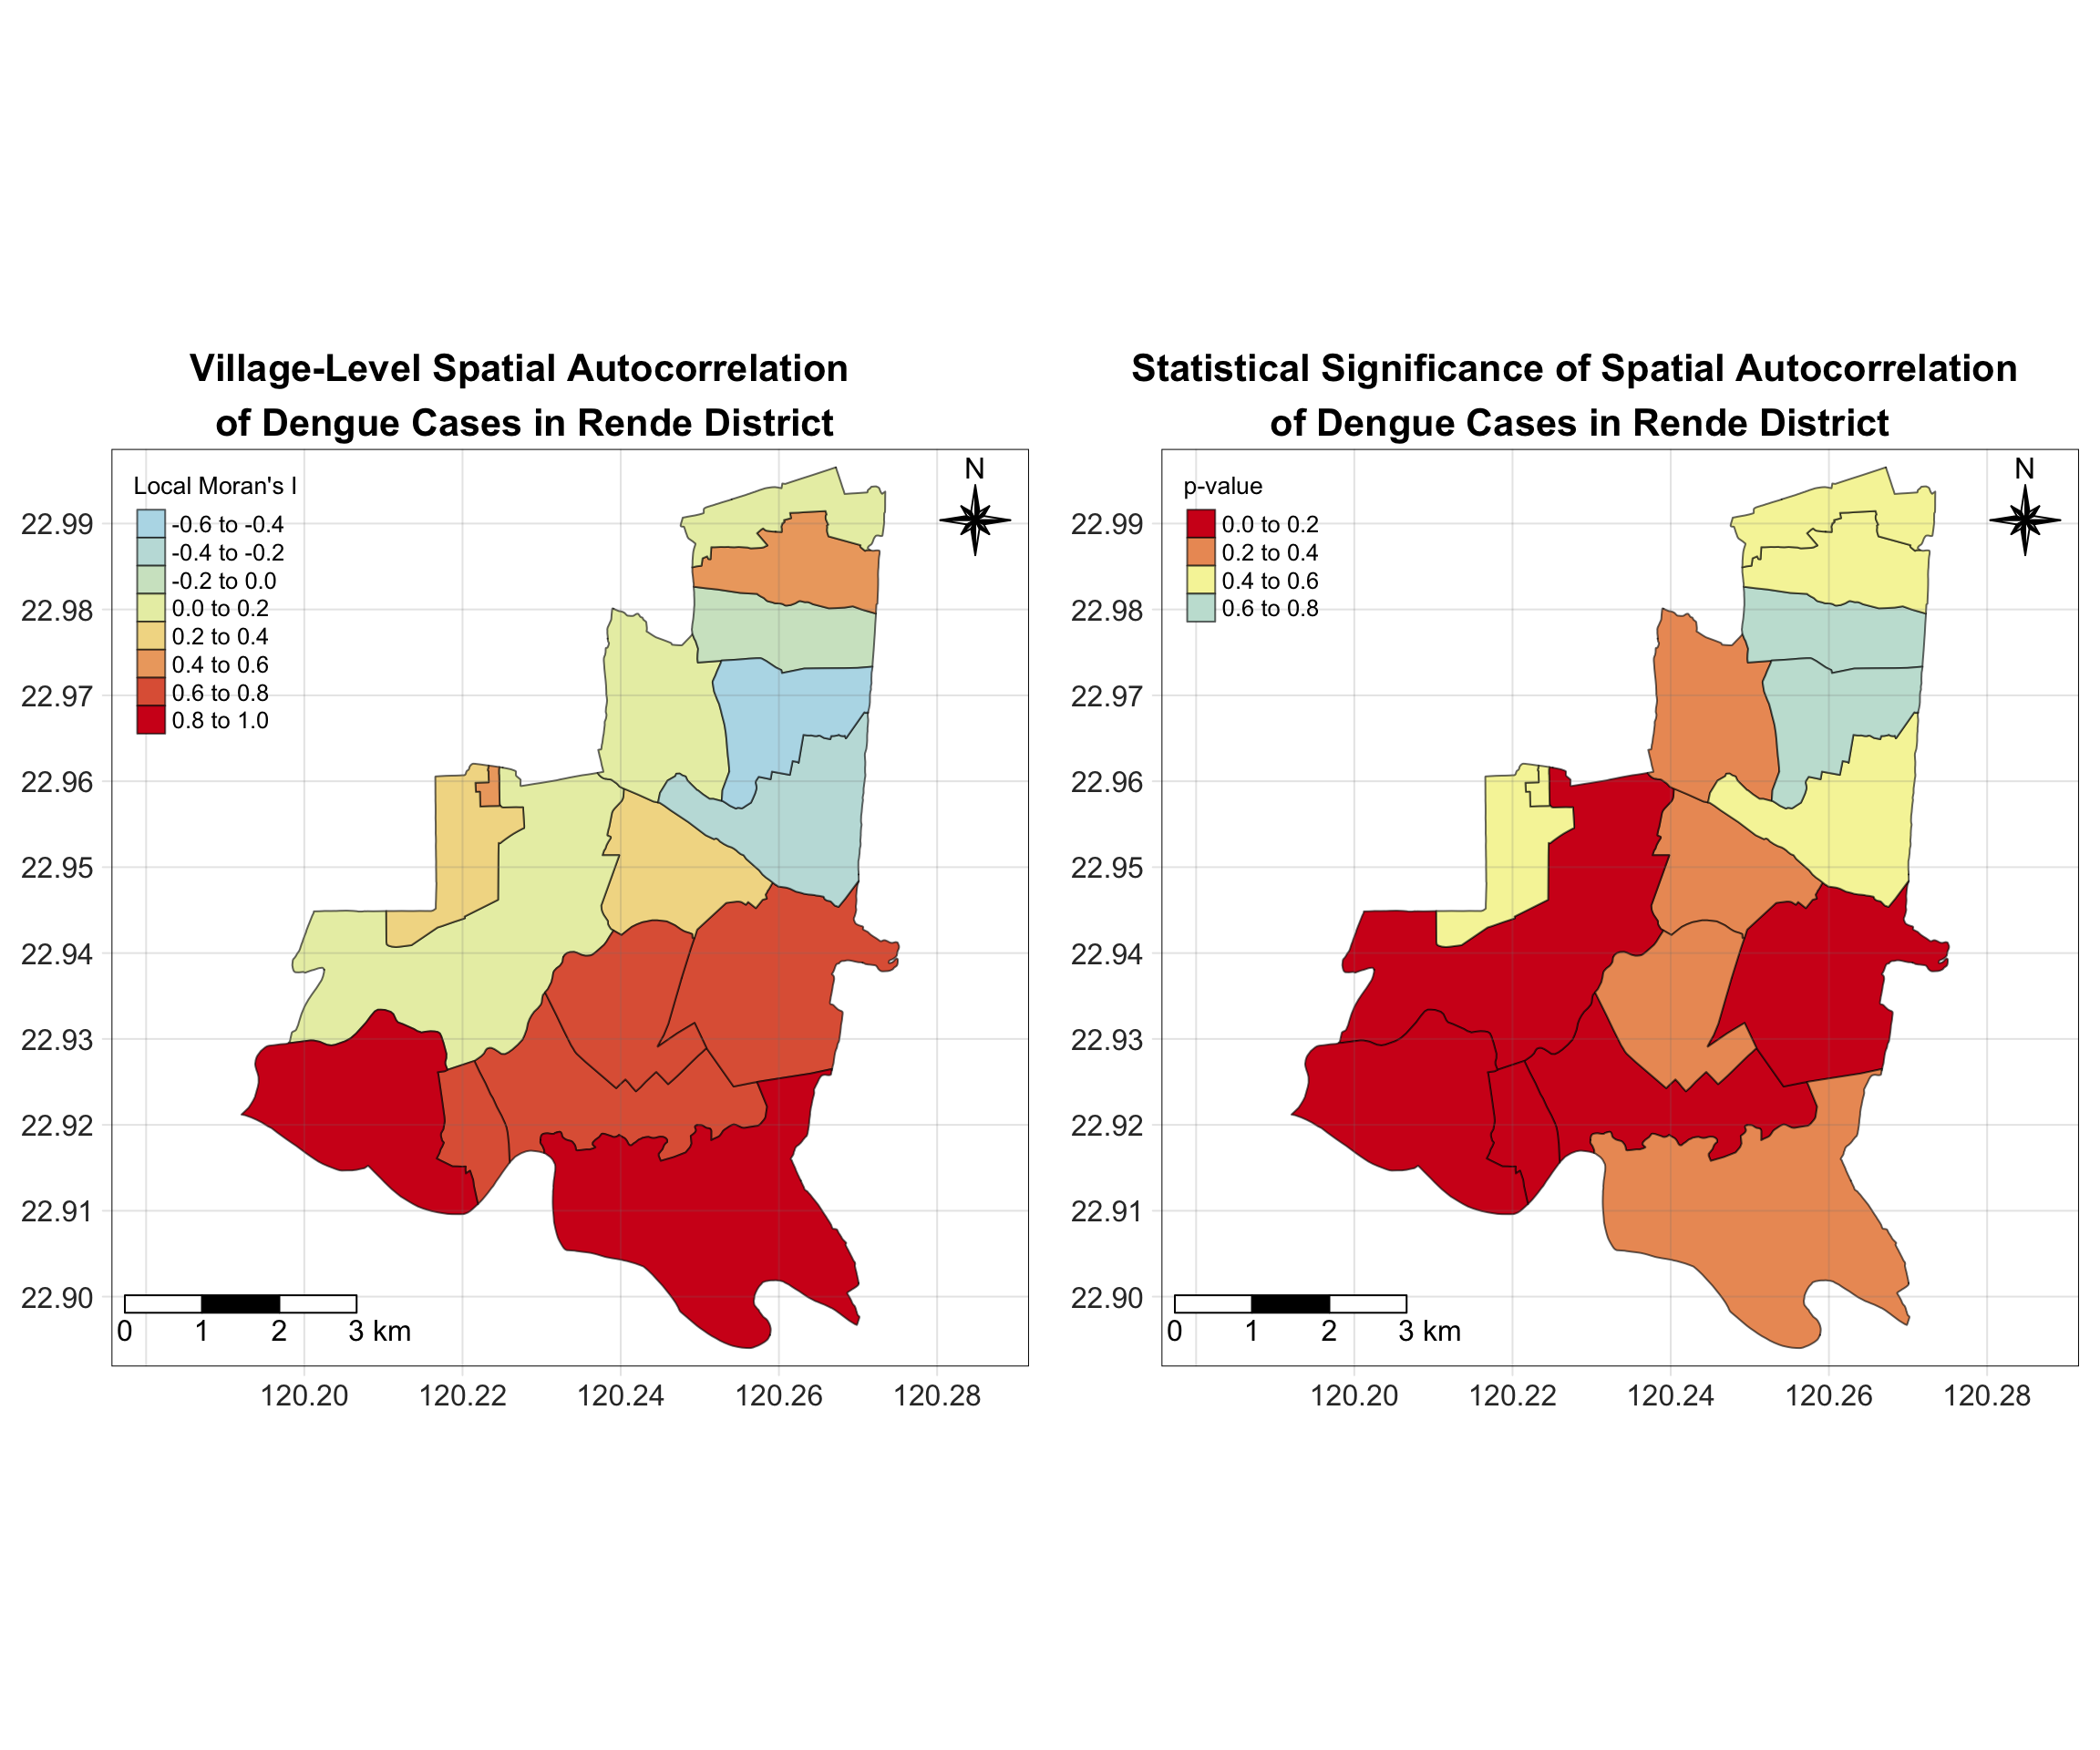 Village-Level Spatial Autocorrelation
of Dengue Cases in Rende District
Local Moran's I
-0.6 to -0.4
-0.4 to -0.2
-0.2 to 0.0
0.0 to 0.2
0.2 to 0.4
0.4 to 0.6
0.6 to 0.8
0.8 to 1.0
N
22.99
22.98
22.97
22.96
22.95
22.94
22.93
22.92
22.91
22.90
0 1 2 3 km
120.20 120.22 120.24 120.26 120.28
Statistical Significance of Spatial Autocorrelation
of Dengue Cases in Rende District
p-value
0.0 to 0.2
0.2 to 0.4
0.4 to 0.6
0.6 to 0.8
N
22.99
22.98
22.97
22.96
22.95
22.94
22.93
22.92
22.91
22.90
0 1 2 3 km
120.20 120.22 120.24 120.26 120.28